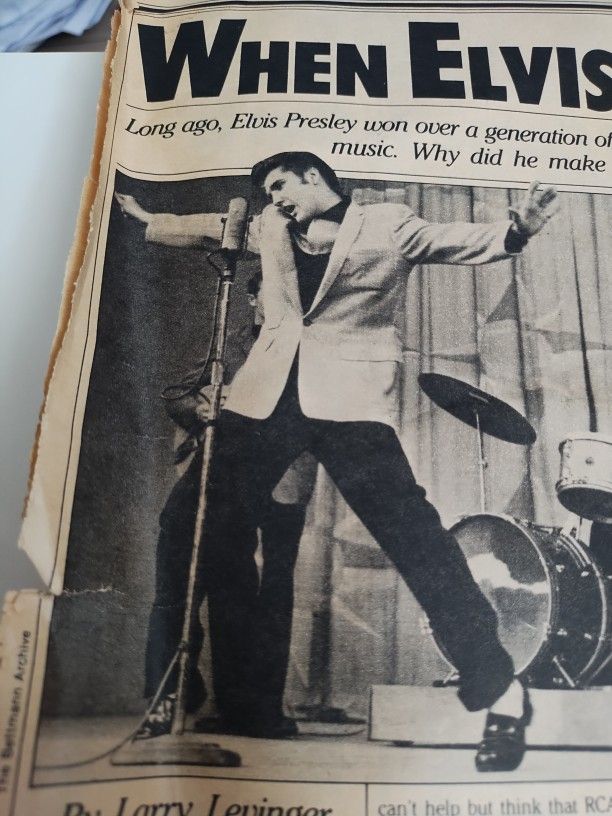 WHEN ELVIS
Long ago, Elvis Presley won over a generation of
music. Why did he make
The Bettmann Archive
By Larry Levinger
can't help but think that RCA